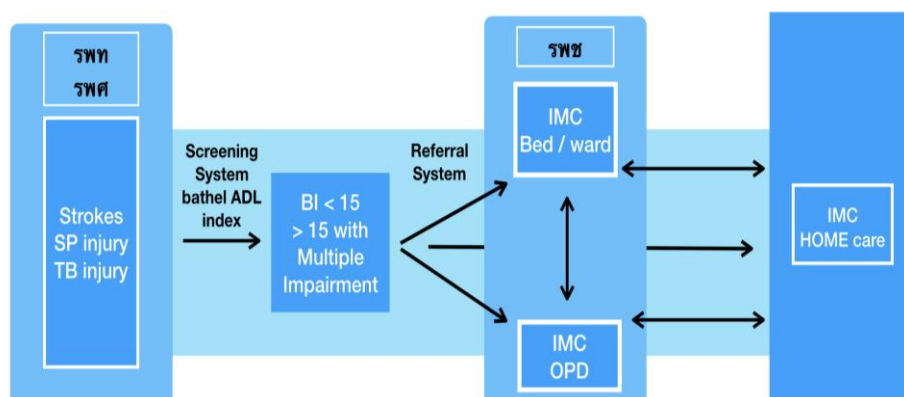 รพท
รพศ
Strokes
SP injury
TB injury
Screening
System
bathel ADL
index
BI < 15
> 15 with
Multiple
Impairment
Referral
System
รพช
IMC
Bed / ward
IMC
OPD
IMC
HOME care